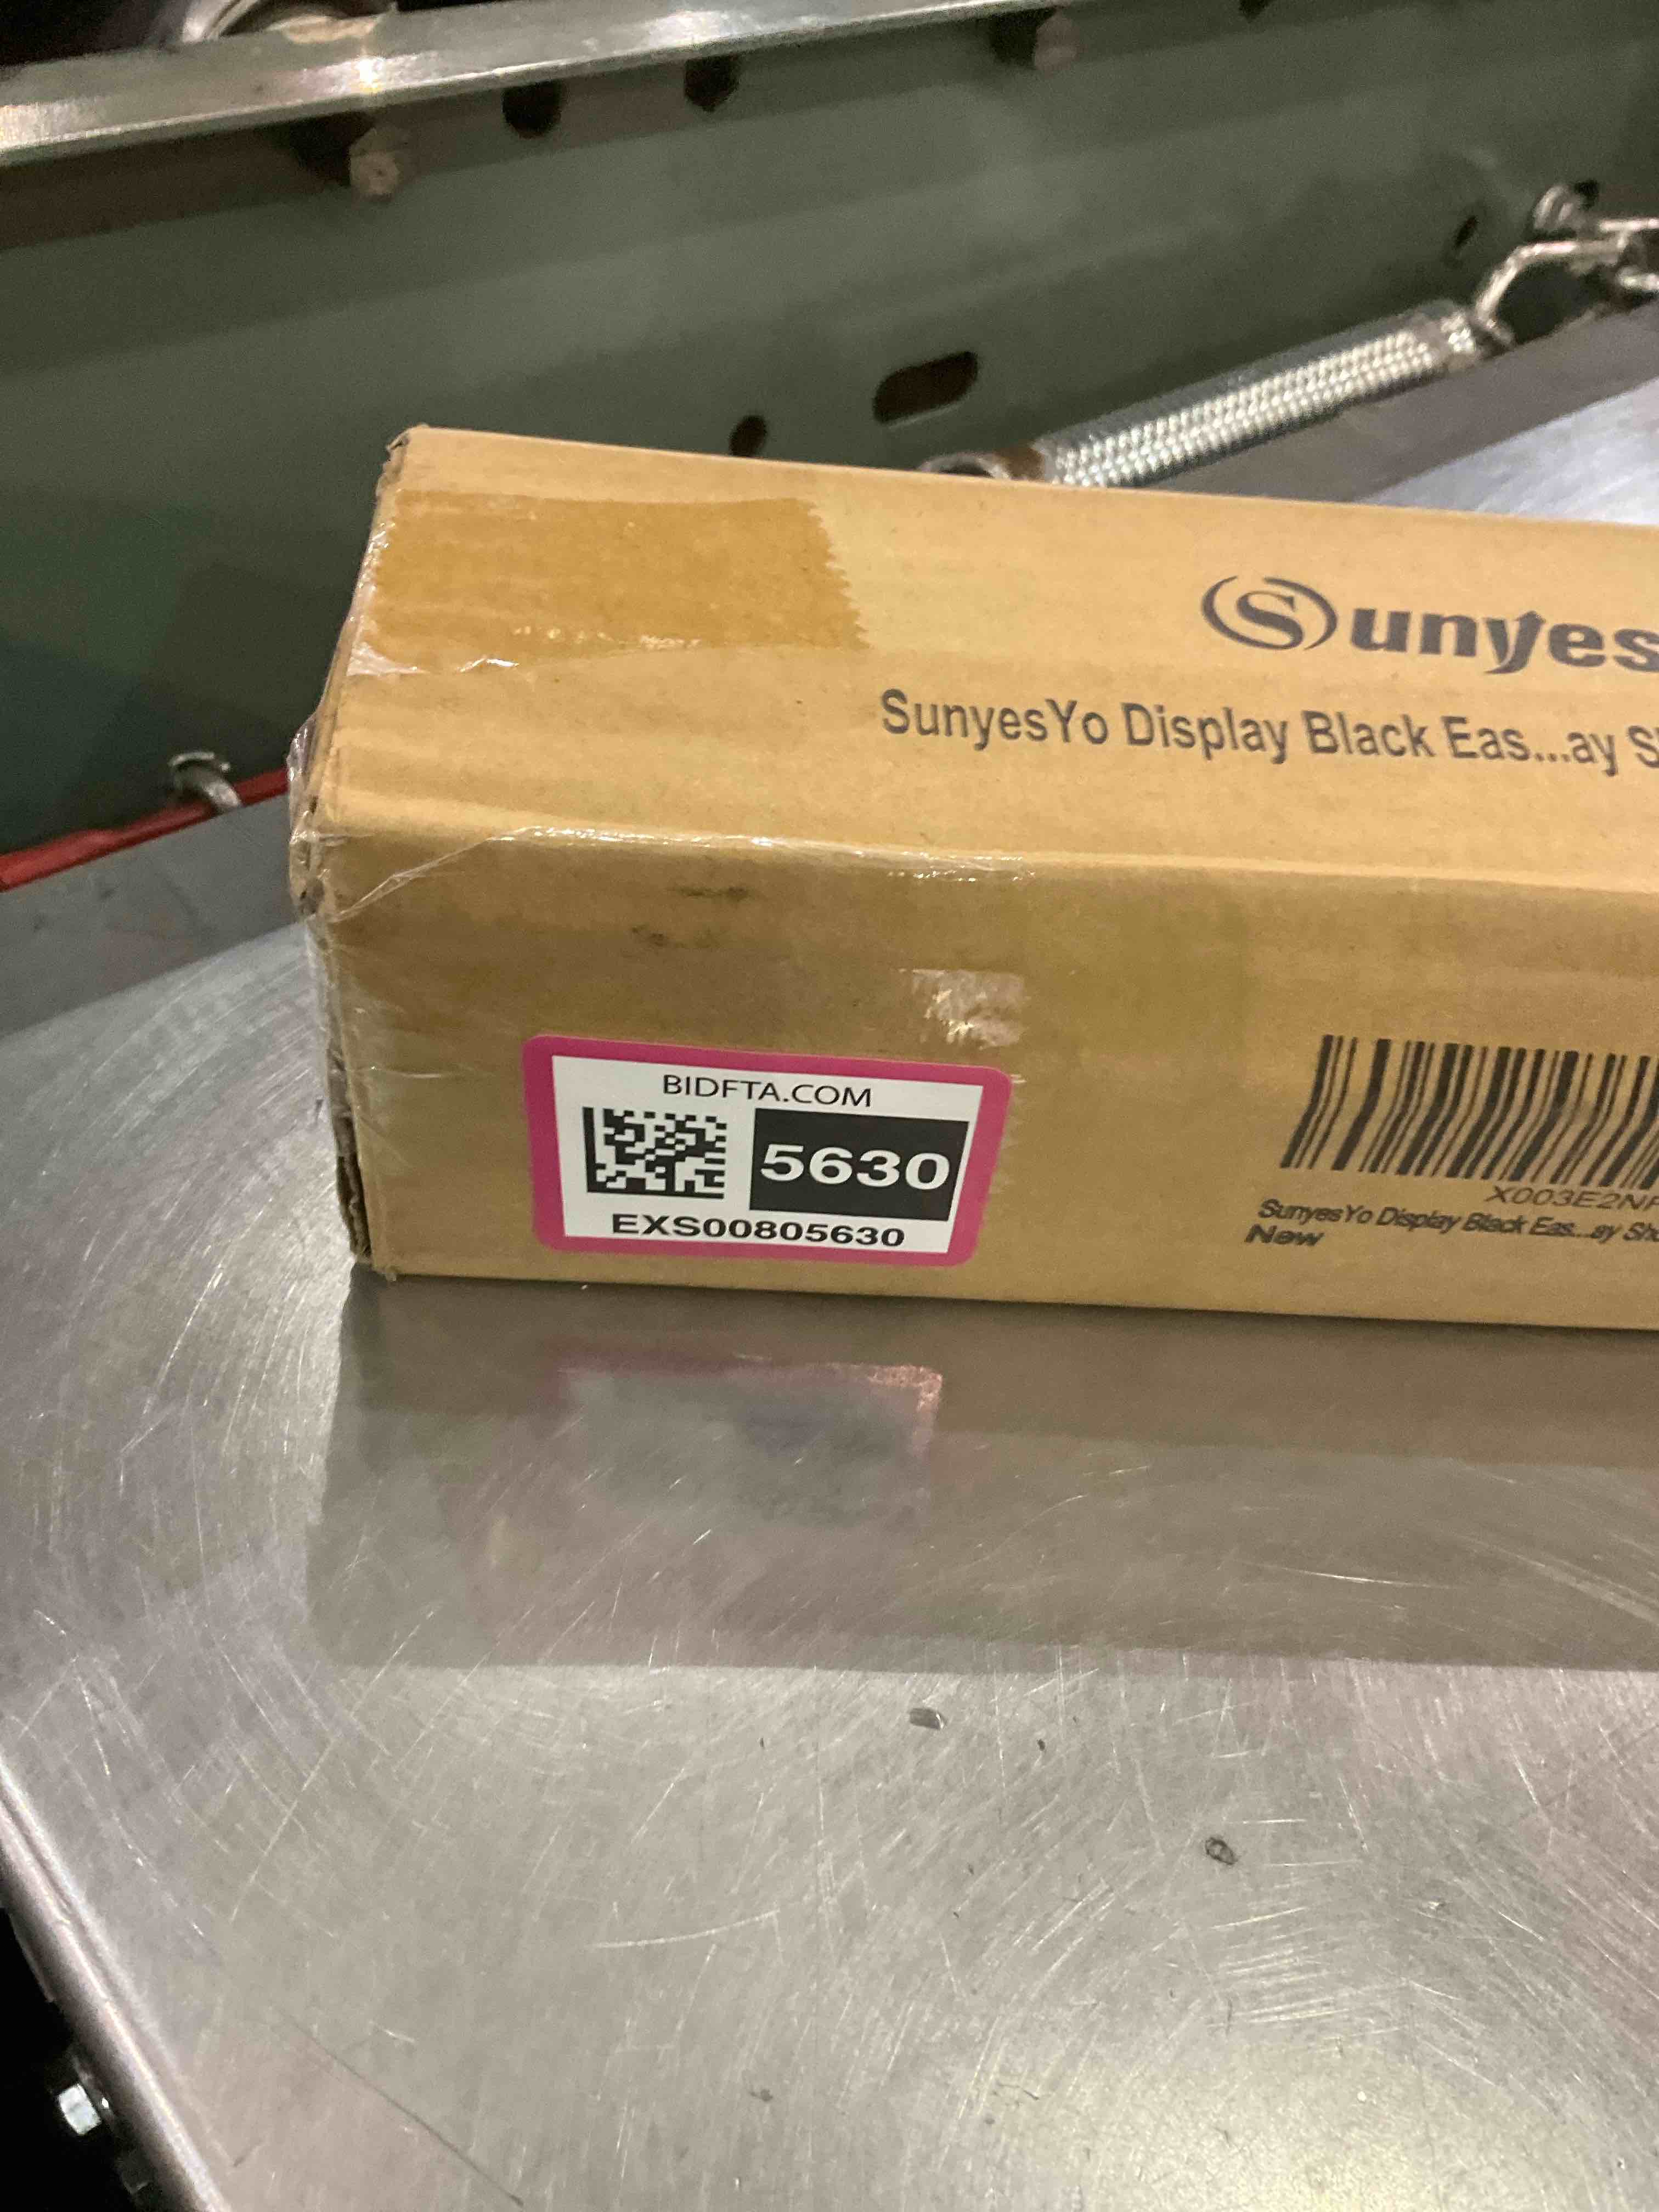 Sunyes
SunyesYo Display Black Eas...ay
BIDFTA.COM
5630
EXS00805630
X003E2N
SunyesYo Display Black Eas...ay
New